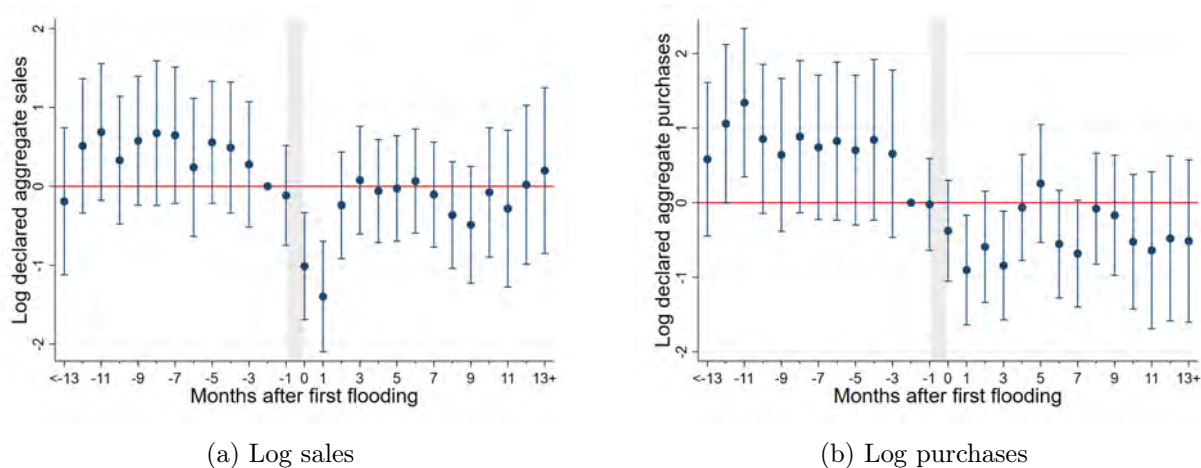 Log declared aggregate sales
2
1
0
-1
-2
<-13 -11 -9 -7 -5 -3 -1 0 1 3 5 7 9 11 13+
Months after first flooding
(a) Log sales
Log declared aggregate purchases
2
1
0
-1
-2
<-13 -11 -9 -7 -5 -3 -1 0 1 3 5 7 9 11 13+
Months after first flooding
(b) Log purchases